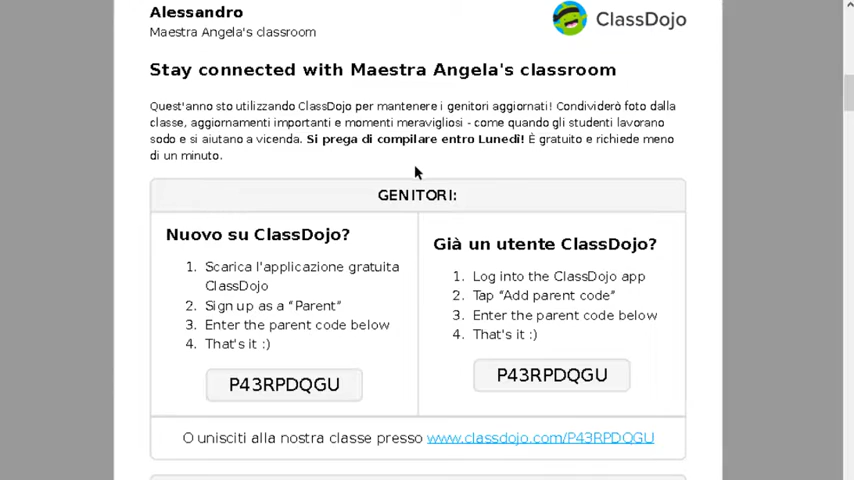 Alessandro
Maestra Angela's classroom
ClassDojo
Stay connected with Maestra Angela's classroom
Quest'anno sto utilizzando ClassDojo per mantenere i genitori aggiornati! Condividerò foto dalla
classe, aggiornamenti importanti e momenti meravigliosi - come quando gli studenti lavorano
sodo e si aiutano a vicenda. Si prega di compilare entro Lunedì! È gratuito e richiede meno
di un minuto.
GENITORI:
Nuovo su ClassDojo?
1. Scarica l'applicazione gratuita
ClassDojo
2. Sign up as a “Parent”
3. Enter the parent code below
4. That's it :)
P43RPDQGU
Già un utente ClassDojo?
1. Log into the ClassDojo app
2. Tap “Add parent code”
3. Enter the parent code below
4. That's it :)
P43RPDQGU
O unisciti alla nostra classe presso www.classdojo.com/P43RPDQGU